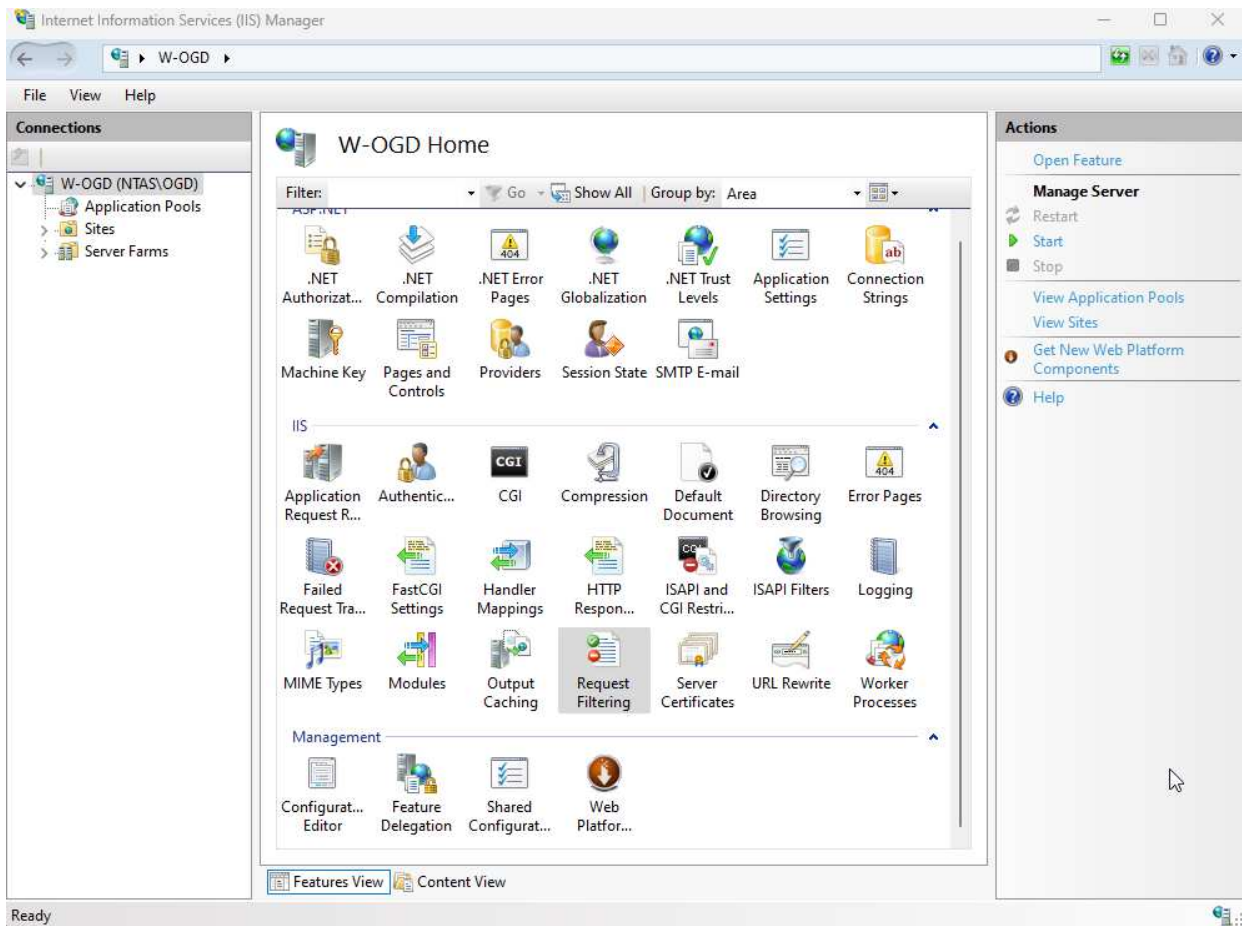 Internet Information Services (IIS) Manager
W-OGD
File View Help
Connections
W-OGD (NTAS\OGD)
Application Pools
Sites
Server Farms
W-OGD Home
Filter: Go Show All Group by: Area
ASP.NET
.NET Authorizat... .NET Compilation .NET Error Pages .NET Globalization .NET Trust Levels Application Settings Connection Strings
Machine Key Pages and Controls Providers Session State SMTP E-mail
IIS
Application Request R... Authentic... CGI Compression Default Document Directory Browsing Error Pages
Failed Request Tra... FastCGI Settings Handler Mappings HTTP Respon... ISAPI and CGI Restri... ISAPI Filters Logging
MIME Types Modules Output Caching Request Filtering Server Certificates URL Rewrite Worker Processes
Management
Configurat... Editor Feature Delegation Shared Configurat... Web Platfor...
Features View Content View
Actions
Open Feature
Manage Server
Restart
Start
Stop
View Application Pools
View Sites
Get New Web Platform
Components
Help
Ready